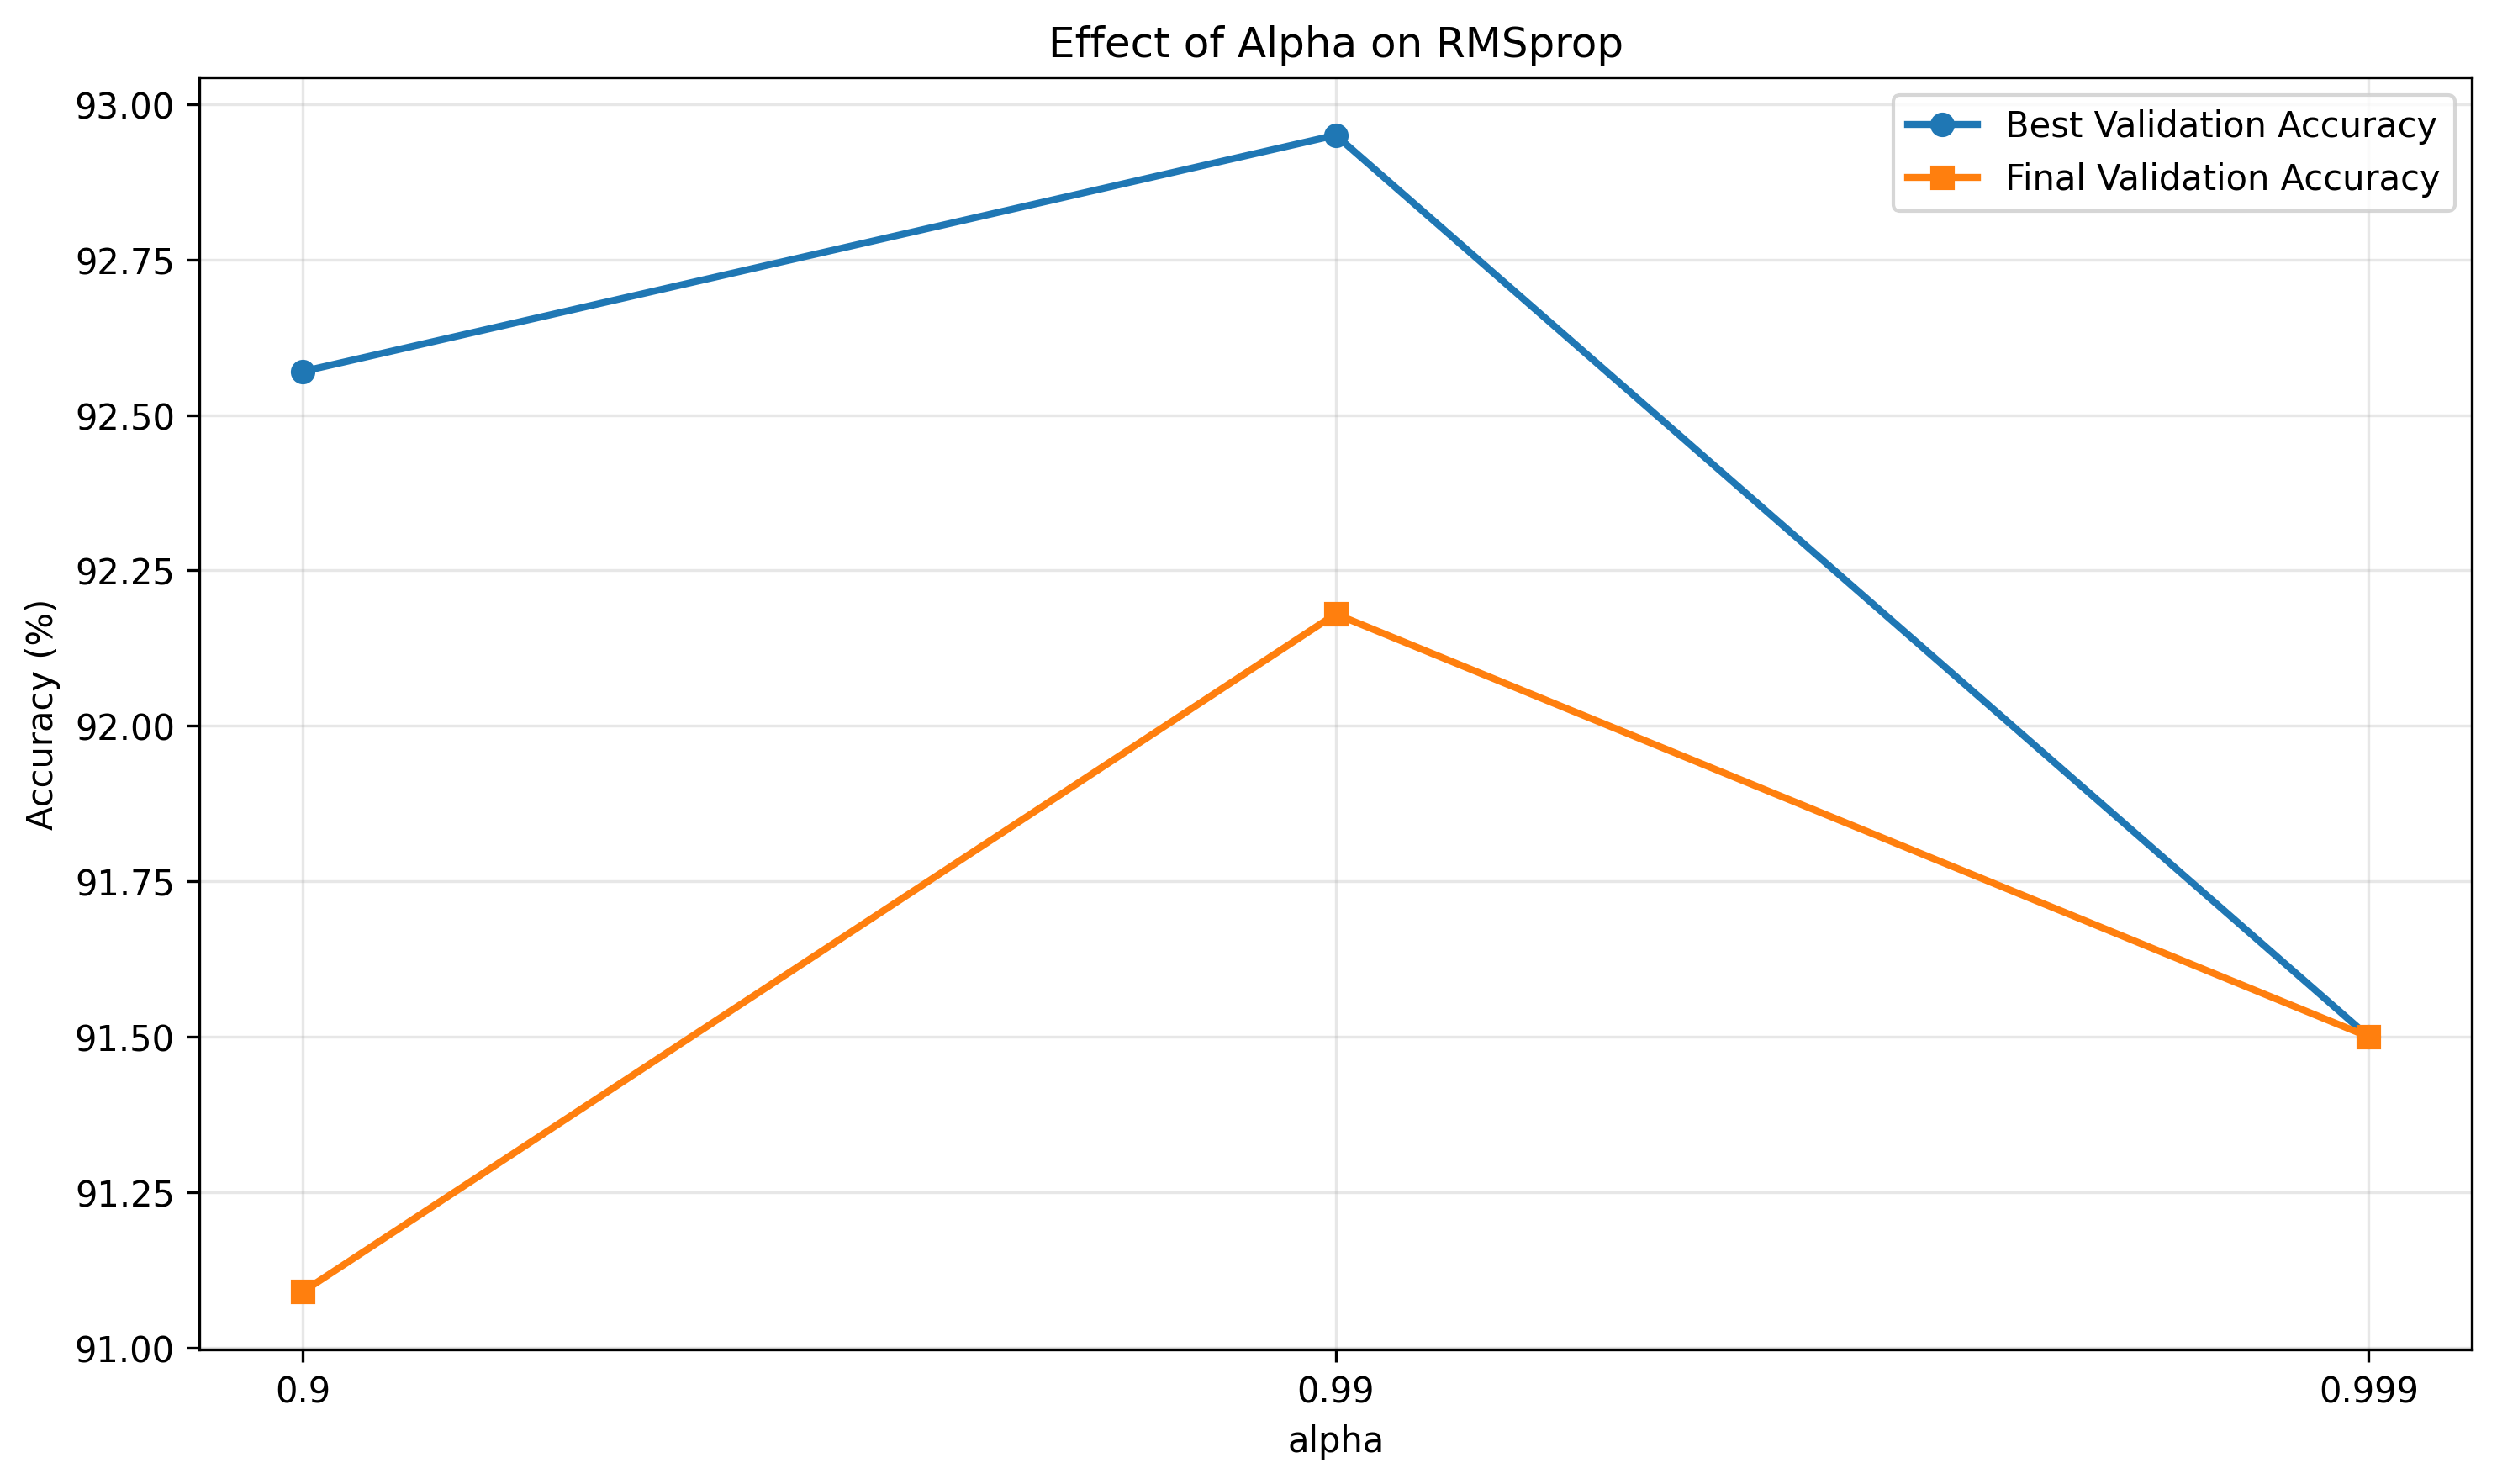 Effect of Alpha on RMSprop
Best Validation Accuracy
Final Validation Accuracy
93.00
92.75
92.50
92.25
92.00
91.75
91.50
91.25
91.00
Accuracy (%)
0.9 0.99 0.999
alpha